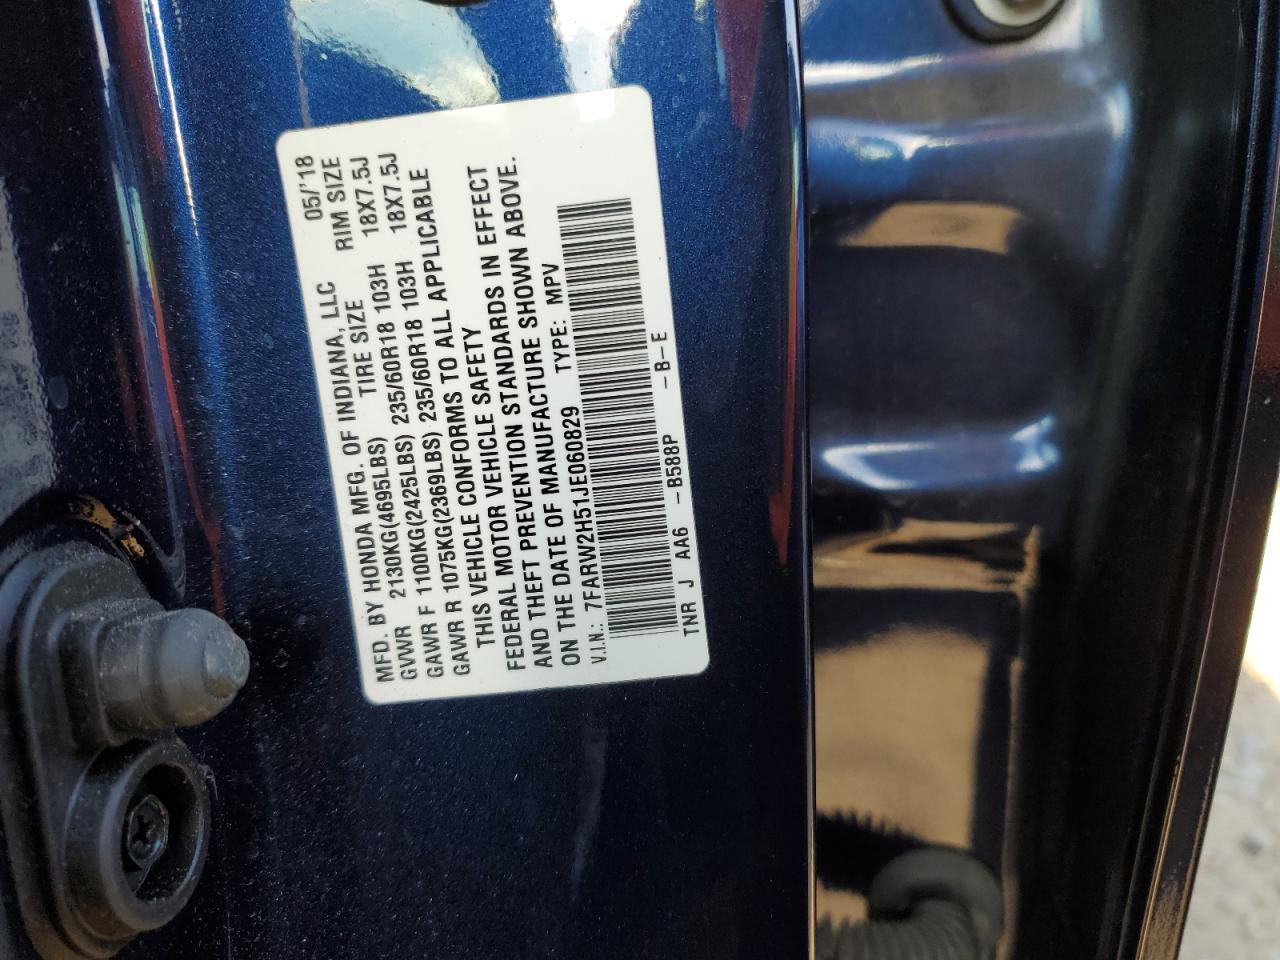 MFD. BY HONDA MFG. OF INDIANA, LLC 05/'18
TIRE SIZE RIM SIZE
GVWR 2130KG(4695LBS)
GAWR F 1100KG(2425LBS) 235/60R18 103H 18X7.5J
GAWR R 1075KG(2369LBS) 235/60R18 103H 18X7.5J
THIS VEHICLE CONFORMS TO ALL APPLICABLE
FEDERAL MOTOR VEHICLE SAFETY
AND THEFT PREVENTION STANDARDS IN EFFECT
ON THE DATE OF MANUFACTURE SHOWN ABOVE.
V.I.N.: 7FARW2H51JE060829 TYPE: MPV
TNR J AA6 -B588P -B-E